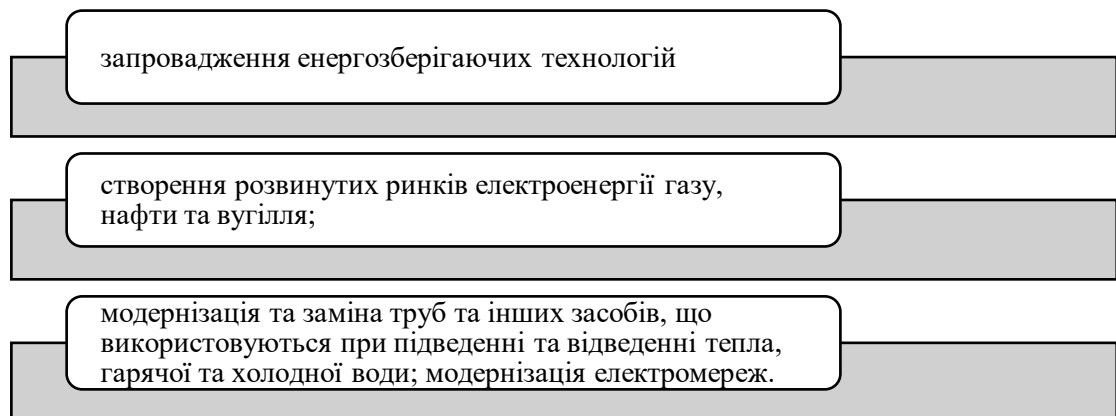 запровадження енергозберігаючих технологій
створення розвинутих ринків електроенергії газу,
нафти та вугілля;
модернізація та заміна труб та інших засобів, що
використовуються при підведенні та відведенні тепла,
гарячої та холодної води; модернізація електромереж.